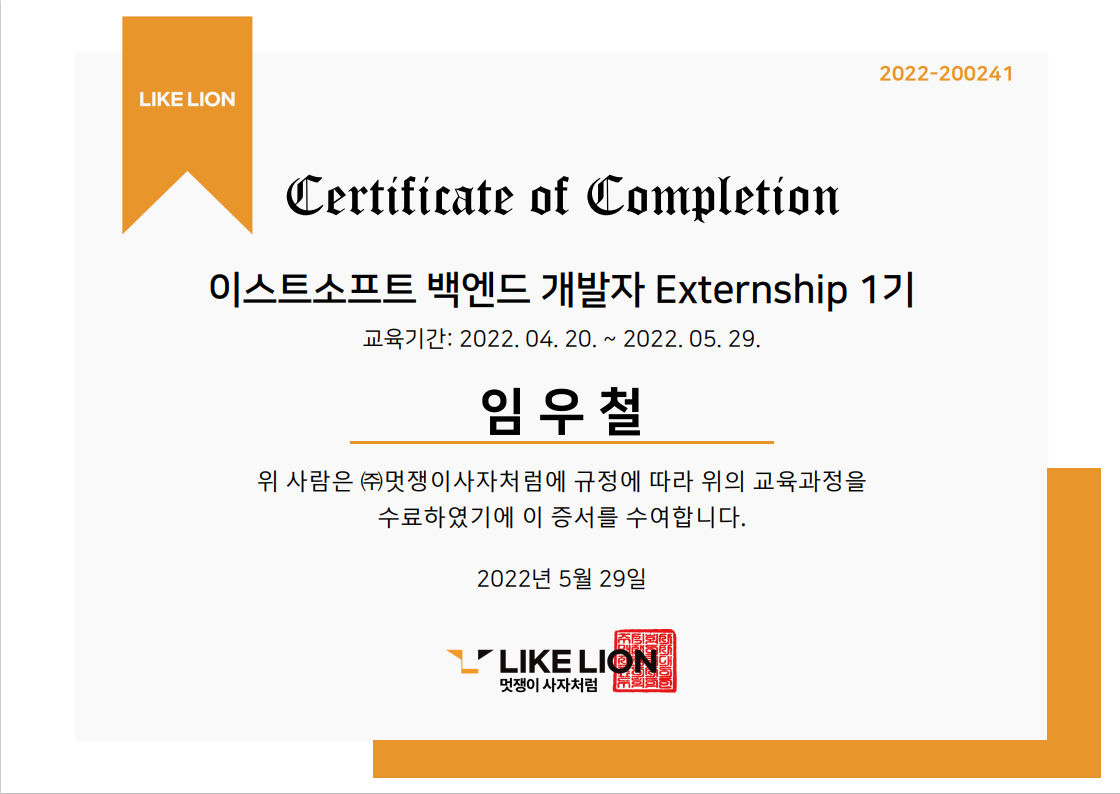 LIKE LION
2022-200241
Certificate of Completion
이스트소프트 백엔드 개발자 Externship 1기
교육기간: 2022. 04. 20. ~ 2022. 05. 29.
임 우 철
위 사람은 ㈜멋쟁이사자처럼에 규정에 따라 위의 교육과정을
수료하였기에 이 증서를 수여합니다.
2022년 5월 29일
LIKE LION
멋쟁이 사자처럼